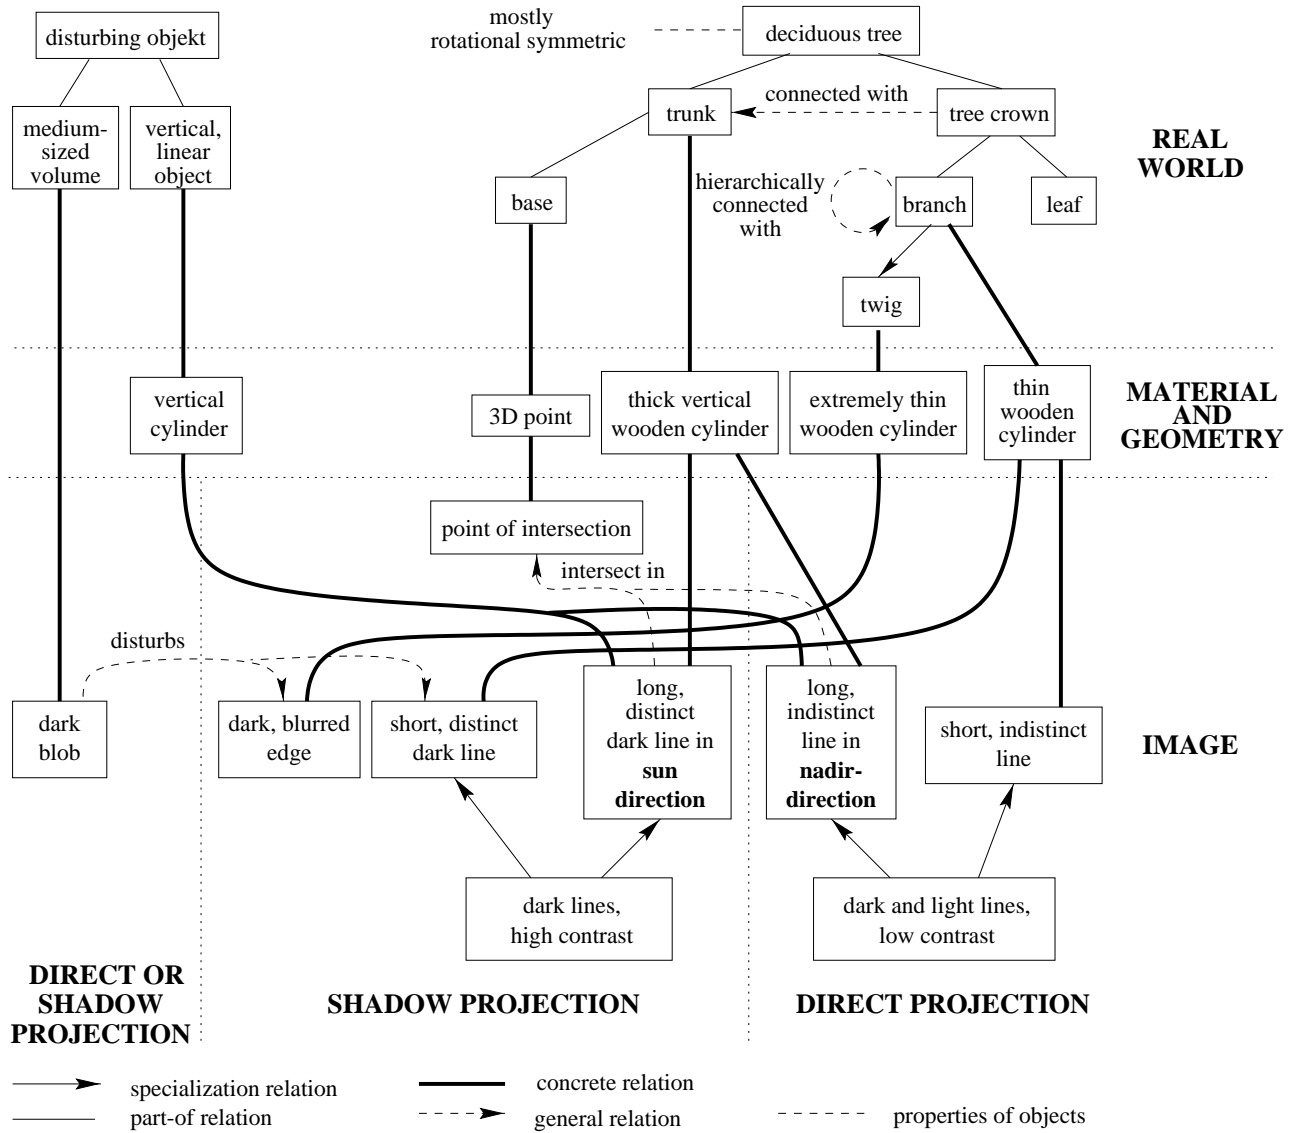 disturbing objekt
mostly
rotational symmetric
deciduous tree
medium-
sized
volume
vertical,
linear
object
trunk
connected with
tree crown
REAL
WORLD
base
hierarchically
connected
with
branch
leaf
twig
vertical
cylinder
3D point
thick vertical
wooden cylinder
extremely thin
wooden cylinder
thin
wooden
cylinder
MATERIAL
AND
GEOMETRY
point of intersection
intersect in
disturbs
dark
blob
dark, blurred
edge
short, distinct
dark line
long,
distinct
dark line in
sun
direction
long,
indistinct
line in
nadir-
direction
short, indistinct
line
IMAGE
dark lines,
high contrast
dark and light lines,
low contrast
DIRECT OR
SHADOW
PROJECTION
SHADOW PROJECTION
DIRECT PROJECTION
specialization relation
part-of relation
concrete relation
general relation
properties of objects